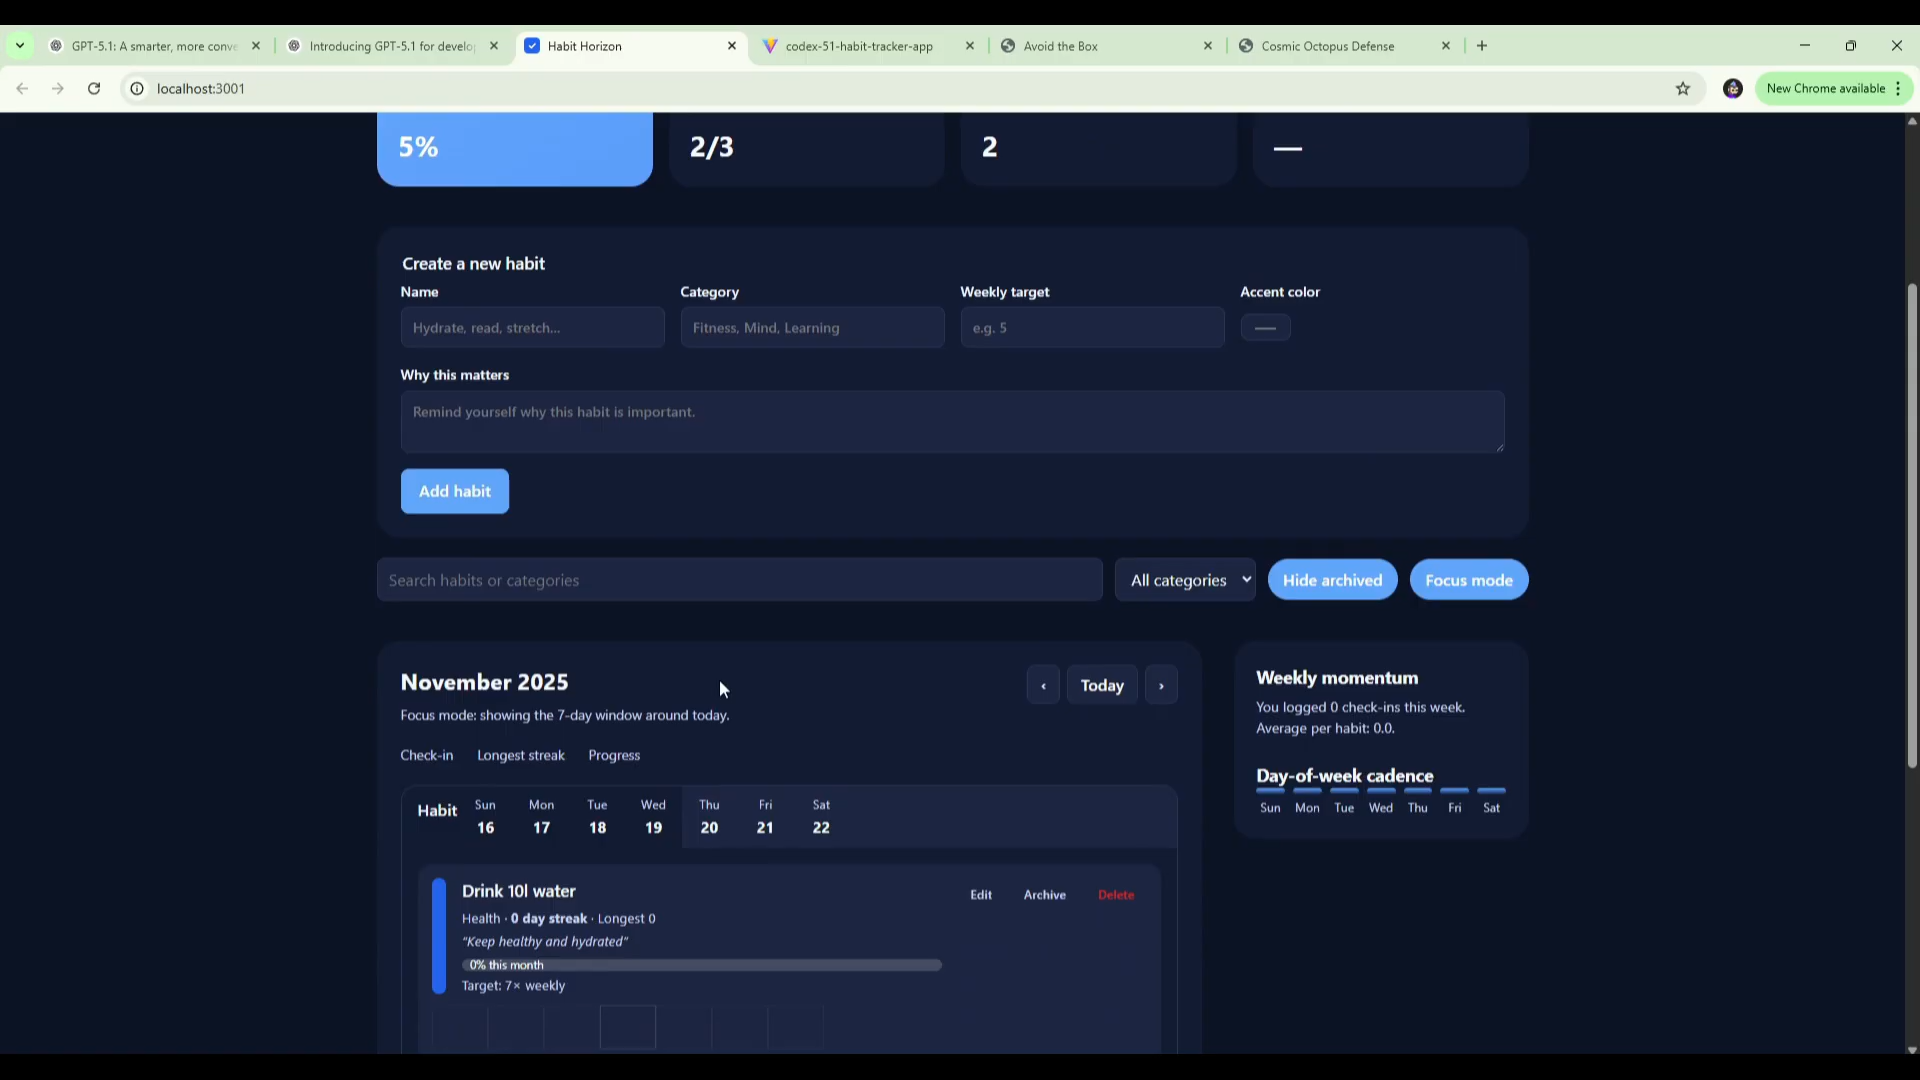 GPT-5.1: A smarter, more conve
Introducing GPT-5.1 for develo
Habit Horizon
codex-51-habit-tracker-app
Avoid the Box
Cosmic Octopus Defense
localhost:3001
New Chrome available
5%
2/3
2
—
Create a new habit
Name
Category
Weekly target
Accent color
Hydrate, read, stretch...
Fitness, Mind, Learning
e.g. 5
Why this matters
Remind yourself why this habit is important.
Add habit
Search habits or categories
All categories
Hide archived
Focus mode
November 2025
‹
Today
›
Focus mode: showing the 7-day window around today.
Check-in
Longest streak
Progress
Habit
Sun Mon Tue Wed Thu Fri Sat
16 17 18 19 20 21 22
Drink 10l water
Edit
Archive
Delete
Health · 0 day streak · Longest 0
“Keep healthy and hydrated”
0% this month
Target: 7× weekly
Weekly momentum
You logged 0 check-ins this week.
Average per habit: 0.0.
Day-of-week cadence
Sun Mon Tue Wed Thu Fri Sat